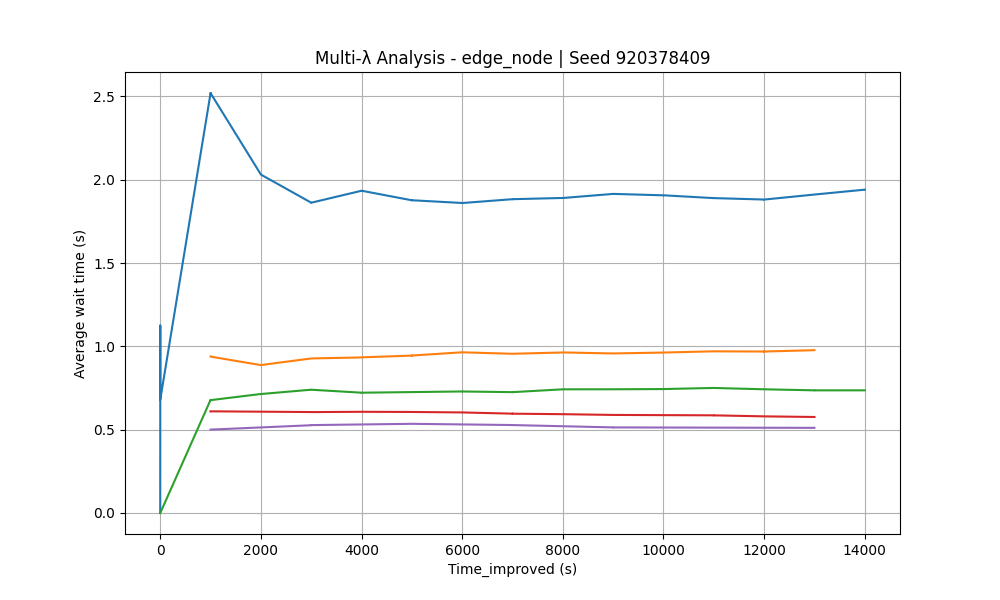 Multi-λ Analysis - edge_node | Seed 920378409
Average wait time (s)
2.5
2.0
1.5
1.0
0.5
0.0
0 2000 4000 6000 8000 10000 12000 14000
Time_improved (s)